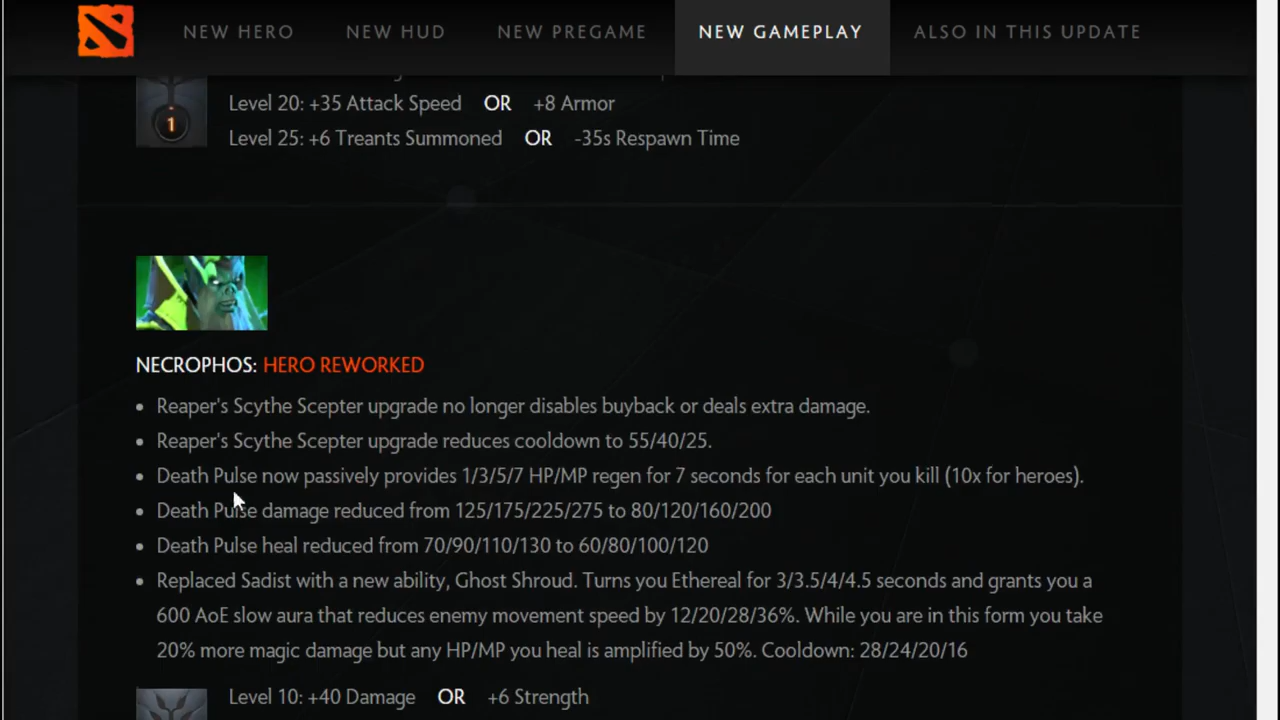 NEW HERO NEW HUD NEW PREGAME NEW GAMEPLAY ALSO IN THIS UPDATE
Level 20: +35 Attack Speed OR +8 Armor
1
Level 25: +6 Treants Summoned OR -35s Respawn Time
NECROPHOS: HERO REWORKED
• Reaper's Scythe Scepter upgrade no longer disables buyback or deals extra damage.
• Reaper's Scythe Scepter upgrade reduces cooldown to 55/40/25.
• Death Pulse now passively provides 1/3/5/7 HP/MP regen for 7 seconds for each unit you kill (10x for heroes).
• Death Pulse damage reduced from 125/175/225/275 to 80/120/160/200
• Death Pulse heal reduced from 70/90/110/130 to 60/80/100/120
• Replaced Sadist with a new ability, Ghost Shroud. Turns you Ethereal for 3/3.5/4/4.5 seconds and grants you a
600 AoE slow aura that reduces enemy movement speed by 12/20/28/36%. While you are in this form you take
20% more magic damage but any HP/MP you heal is amplified by 50%. Cooldown: 28/24/20/16
Level 10: +40 Damage OR +6 Strength